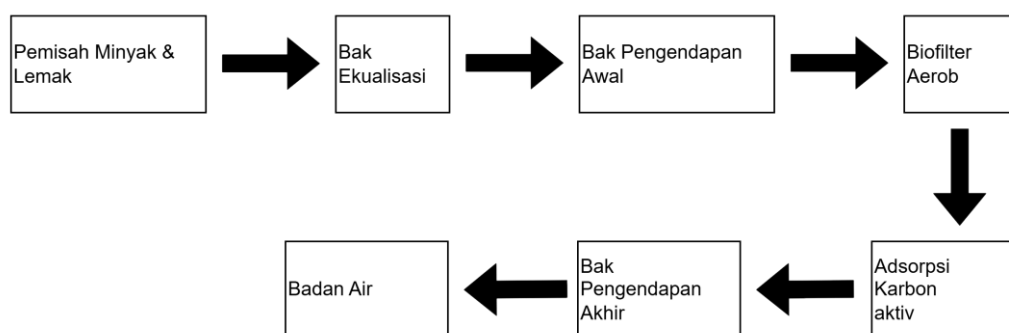 Pemisah Minyak &
Lemak
Bak
Ekualisasi
Bak Pengendapan
Awal
Biofilter
Aerob
Adsorpsi
Karbon
aktiv
Bak
Pengendapan
Akhir
Badan Air